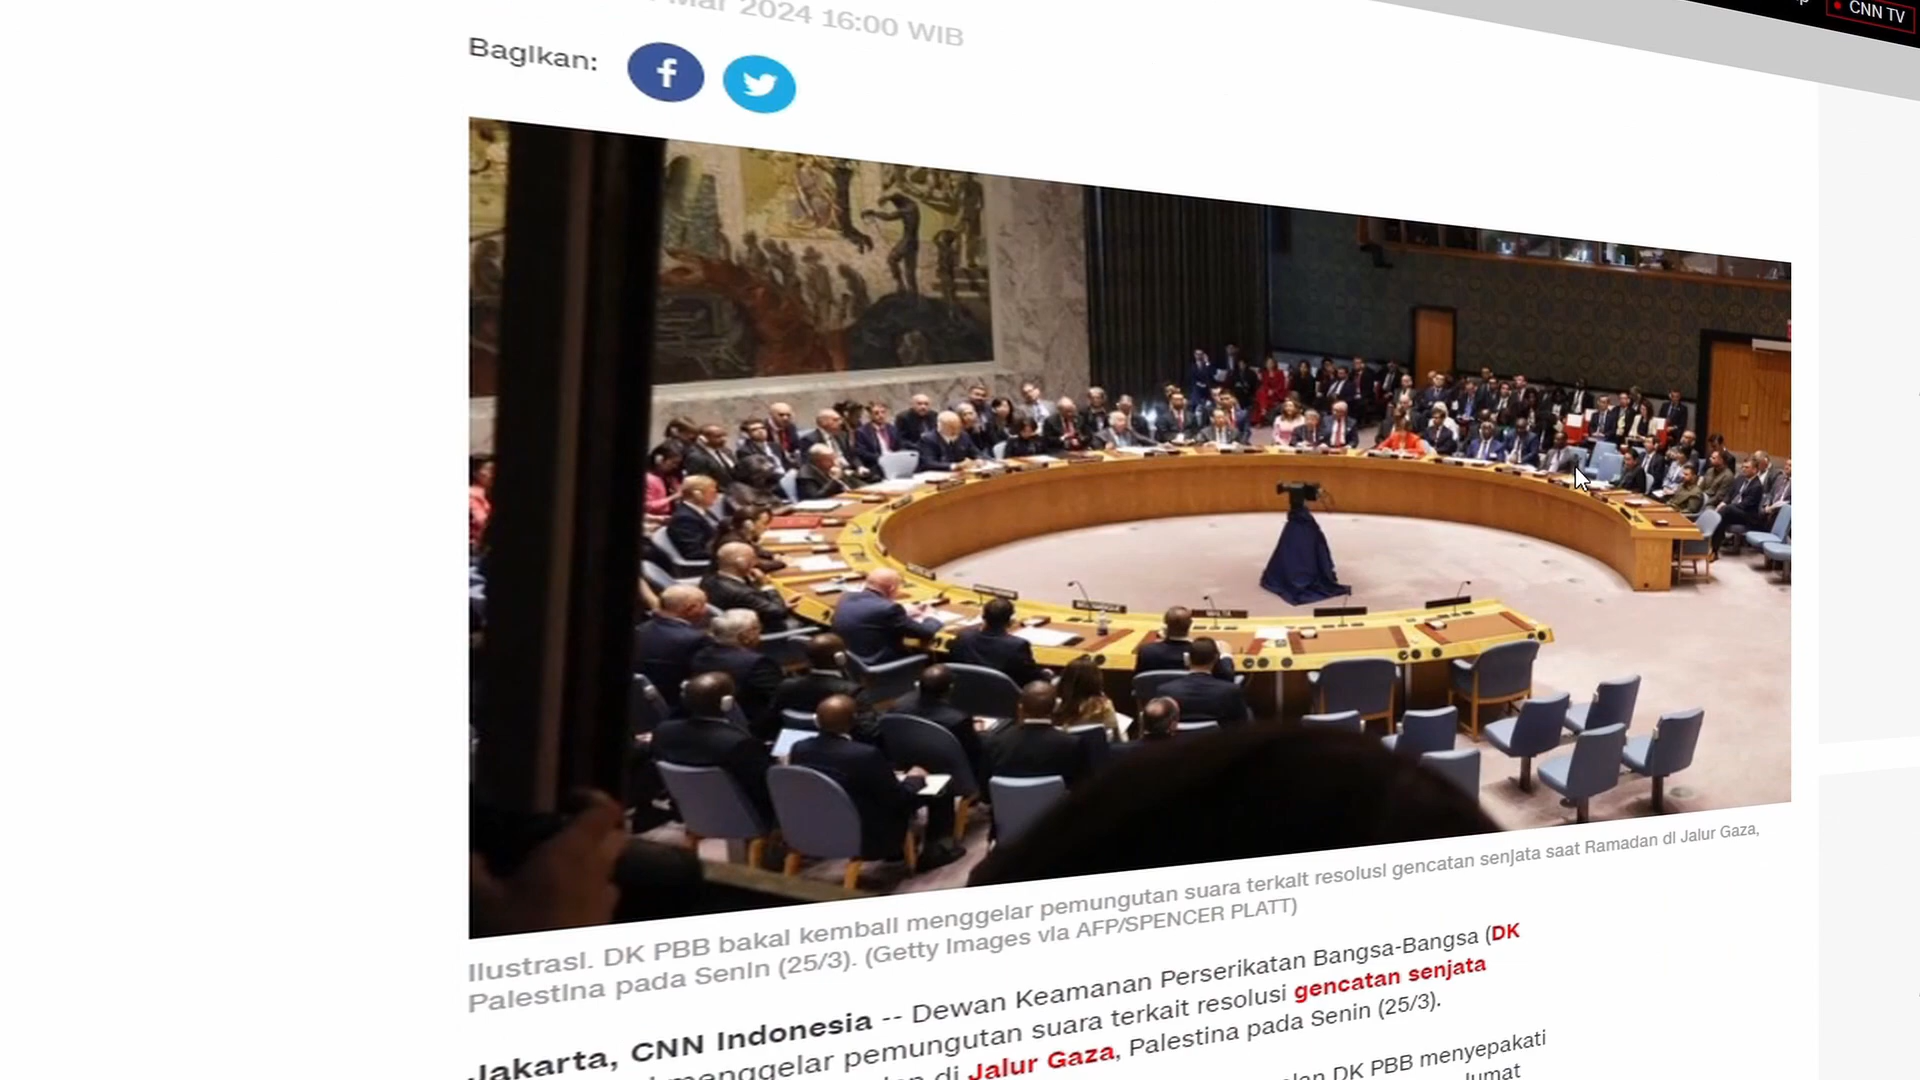 Mar 2024 16:00 WIB
CNN TV
Bagikan:
Ilustrasi. DK PBB bakal kembali menggelar pemungutan suara terkait resolusi gencatan senjata saat Ramadan di Jalur Gaza,
Palestina pada Senin (25/3). (Getty Images via AFP/SPENCER PLATT)
Jakarta, CNN Indonesia -- Dewan Keamanan Perserikatan Bangsa-Bangsa (DK
menggelar pemungutan suara terkait resolusi gencatan senjata
di Jalur Gaza, Palestina pada Senin (25/3).
DK PBB menyepakati